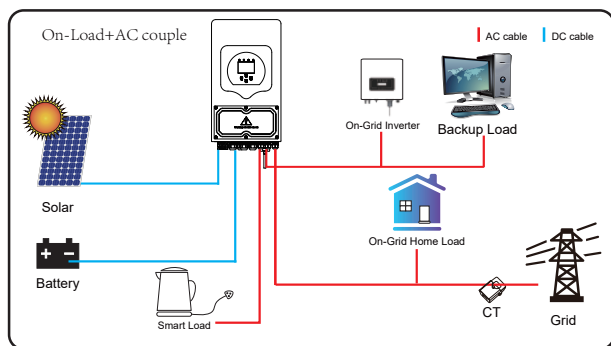 On-Load+AC couple
AC cable
DC cable
On-Grid Inverter
Backup Load
Solar
On-Grid Home Load
Battery
Smart Load
CT
Grid